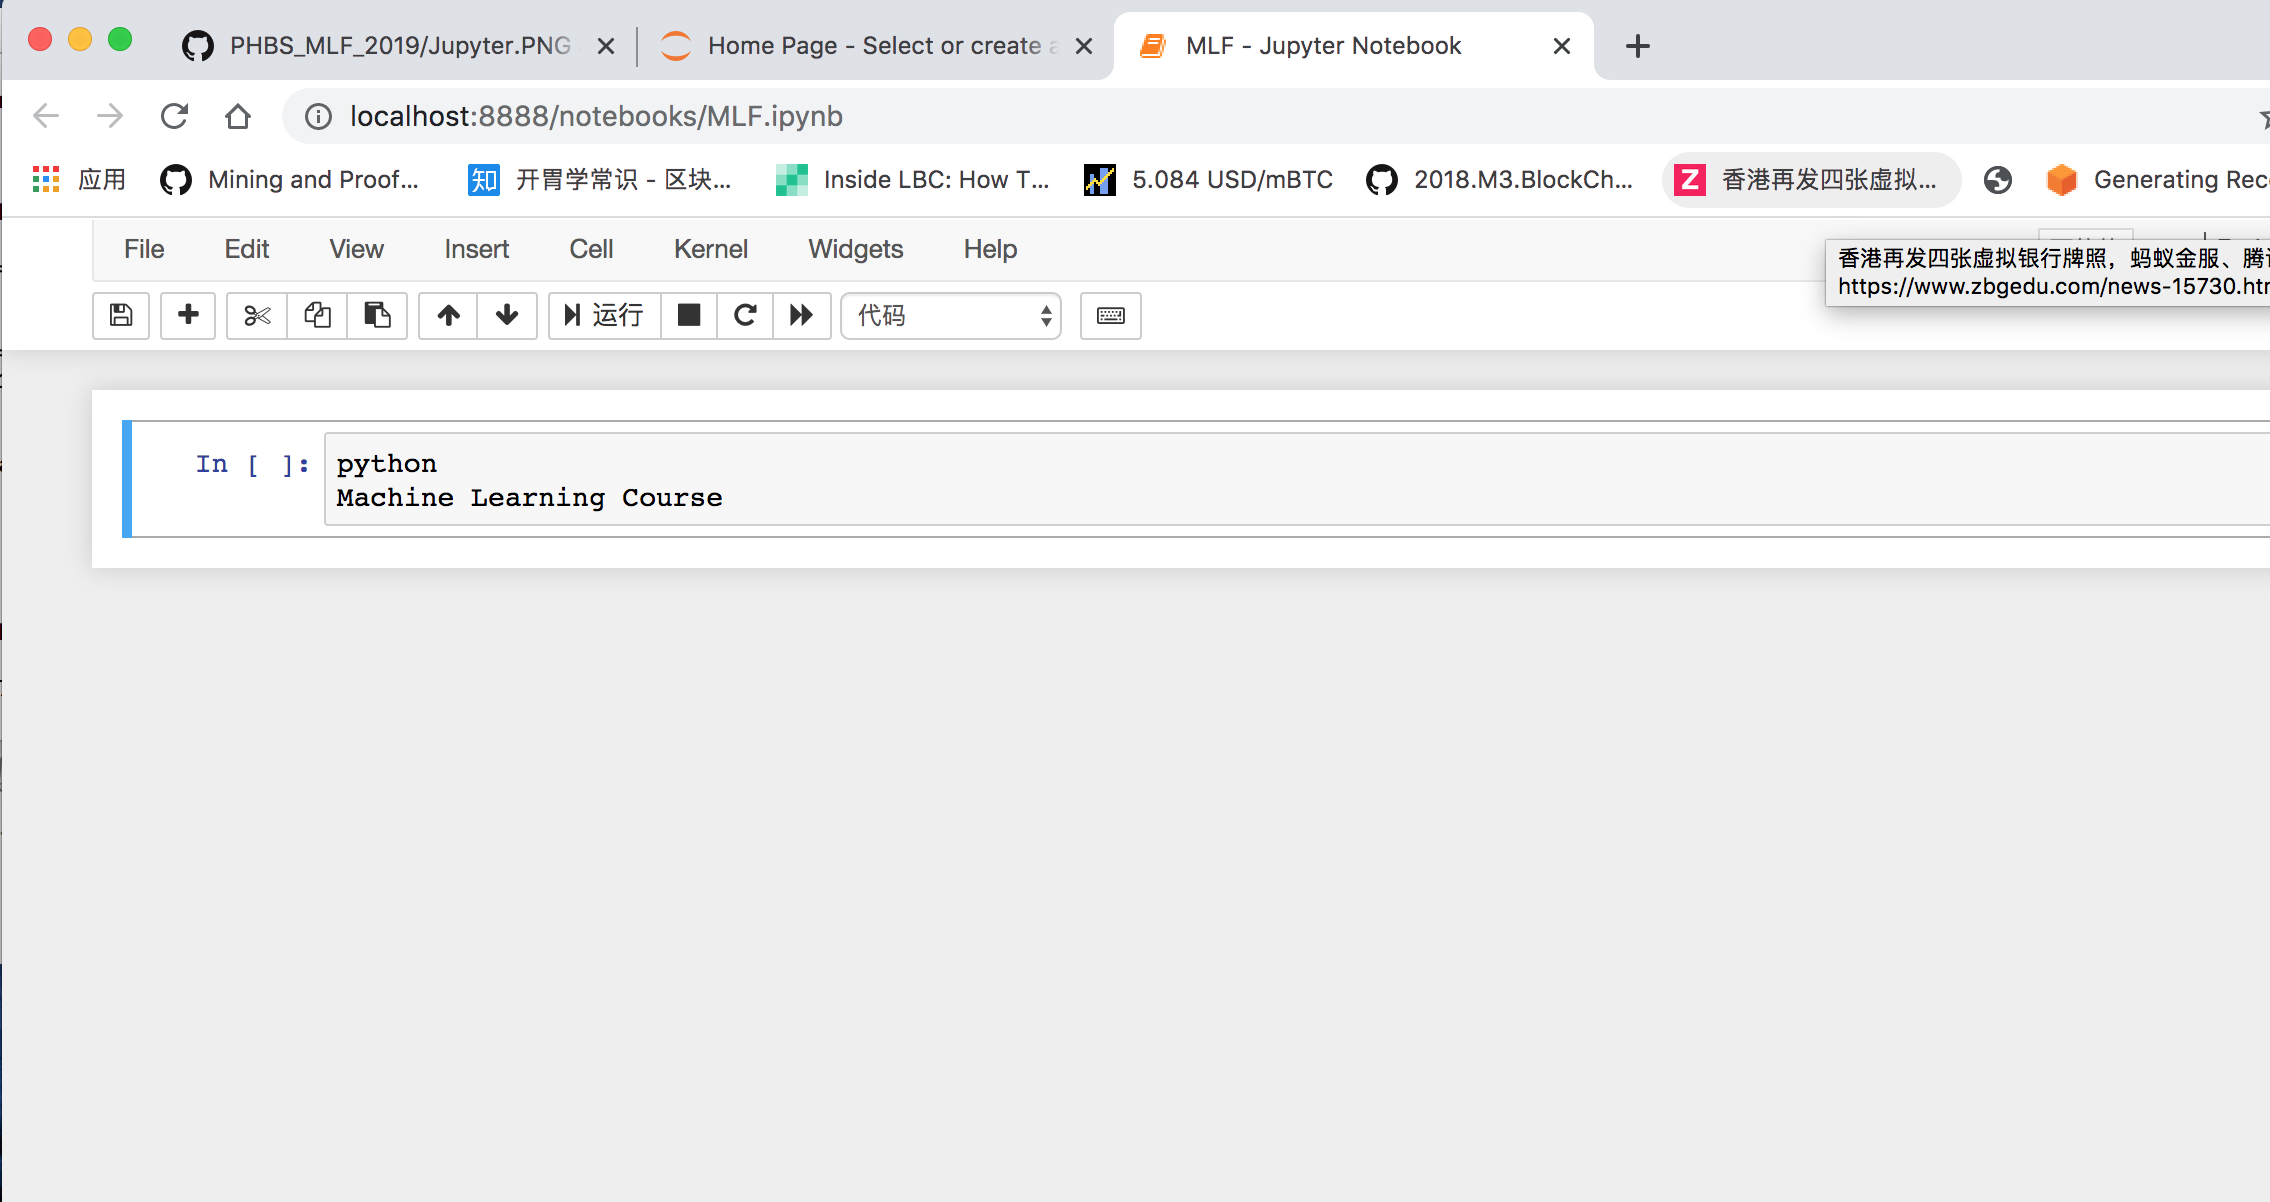 PHBS_MLF_2019/Jupyter.PNG
Home Page - Select or create a
MLF - Jupyter Notebook
localhost:8888/notebooks/MLF.ipynb
应用
Mining and Proof...
知 开胃学常识 - 区块...
Inside LBC: How T...
5.084 USD/mBTC
2018.M3.BlockCh...
Z 香港再发四张虚拟...
Generating Rec
File Edit View Insert Cell Kernel Widgets Help
香港再发四张虚拟银行牌照，蚂蚁金服、腾
https://www.zbgedu.com/news-15730.htm
运行 代码
In [ ]: python
Machine Learning Course